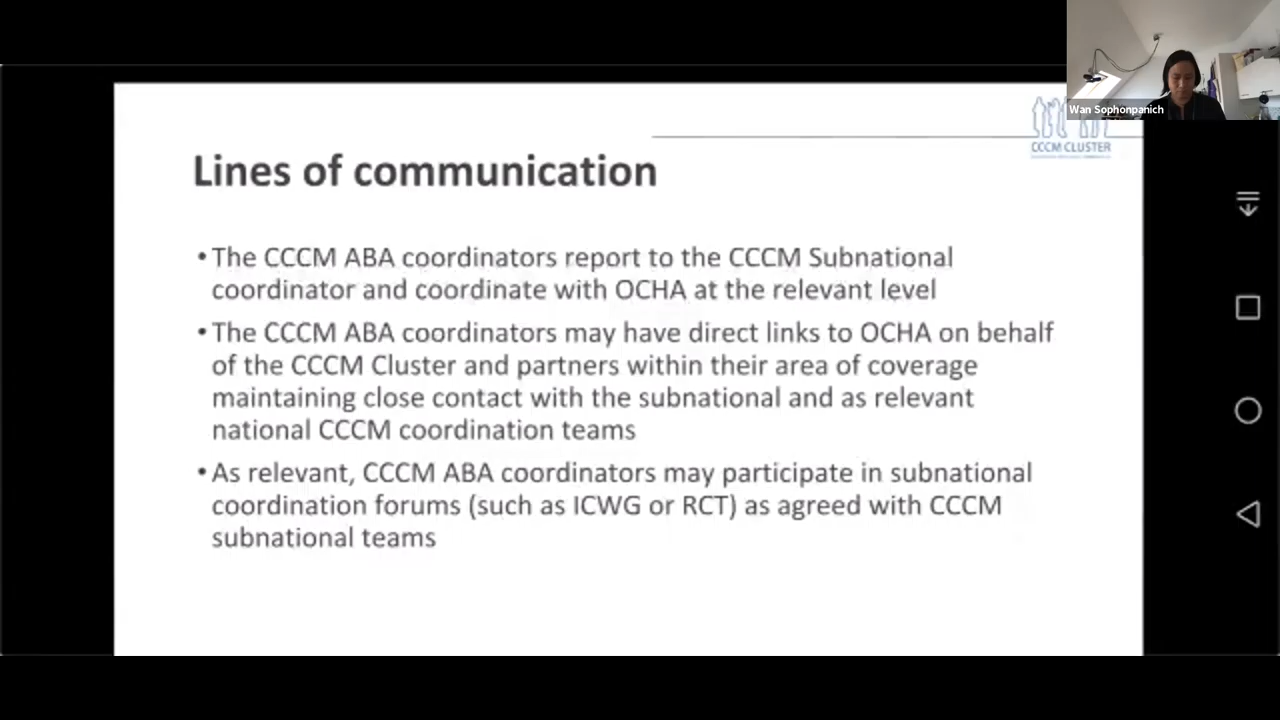 Wan Sophonpanich
CCCM CLUSTER
Lines of communication
•The CCCM ABA coordinators report to the CCCM Subnational
coordinator and coordinate with OCHA at the relevant level
•The CCCM ABA coordinators may have direct links to OCHA on behalf
of the CCCM Cluster and partners within their area of coverage
maintaining close contact with the subnational and as relevant
national CCCM coordination teams
•As relevant, CCCM ABA coordinators may participate in subnational
coordination forums (such as ICWG or RCT) as agreed with CCCM
subnational teams